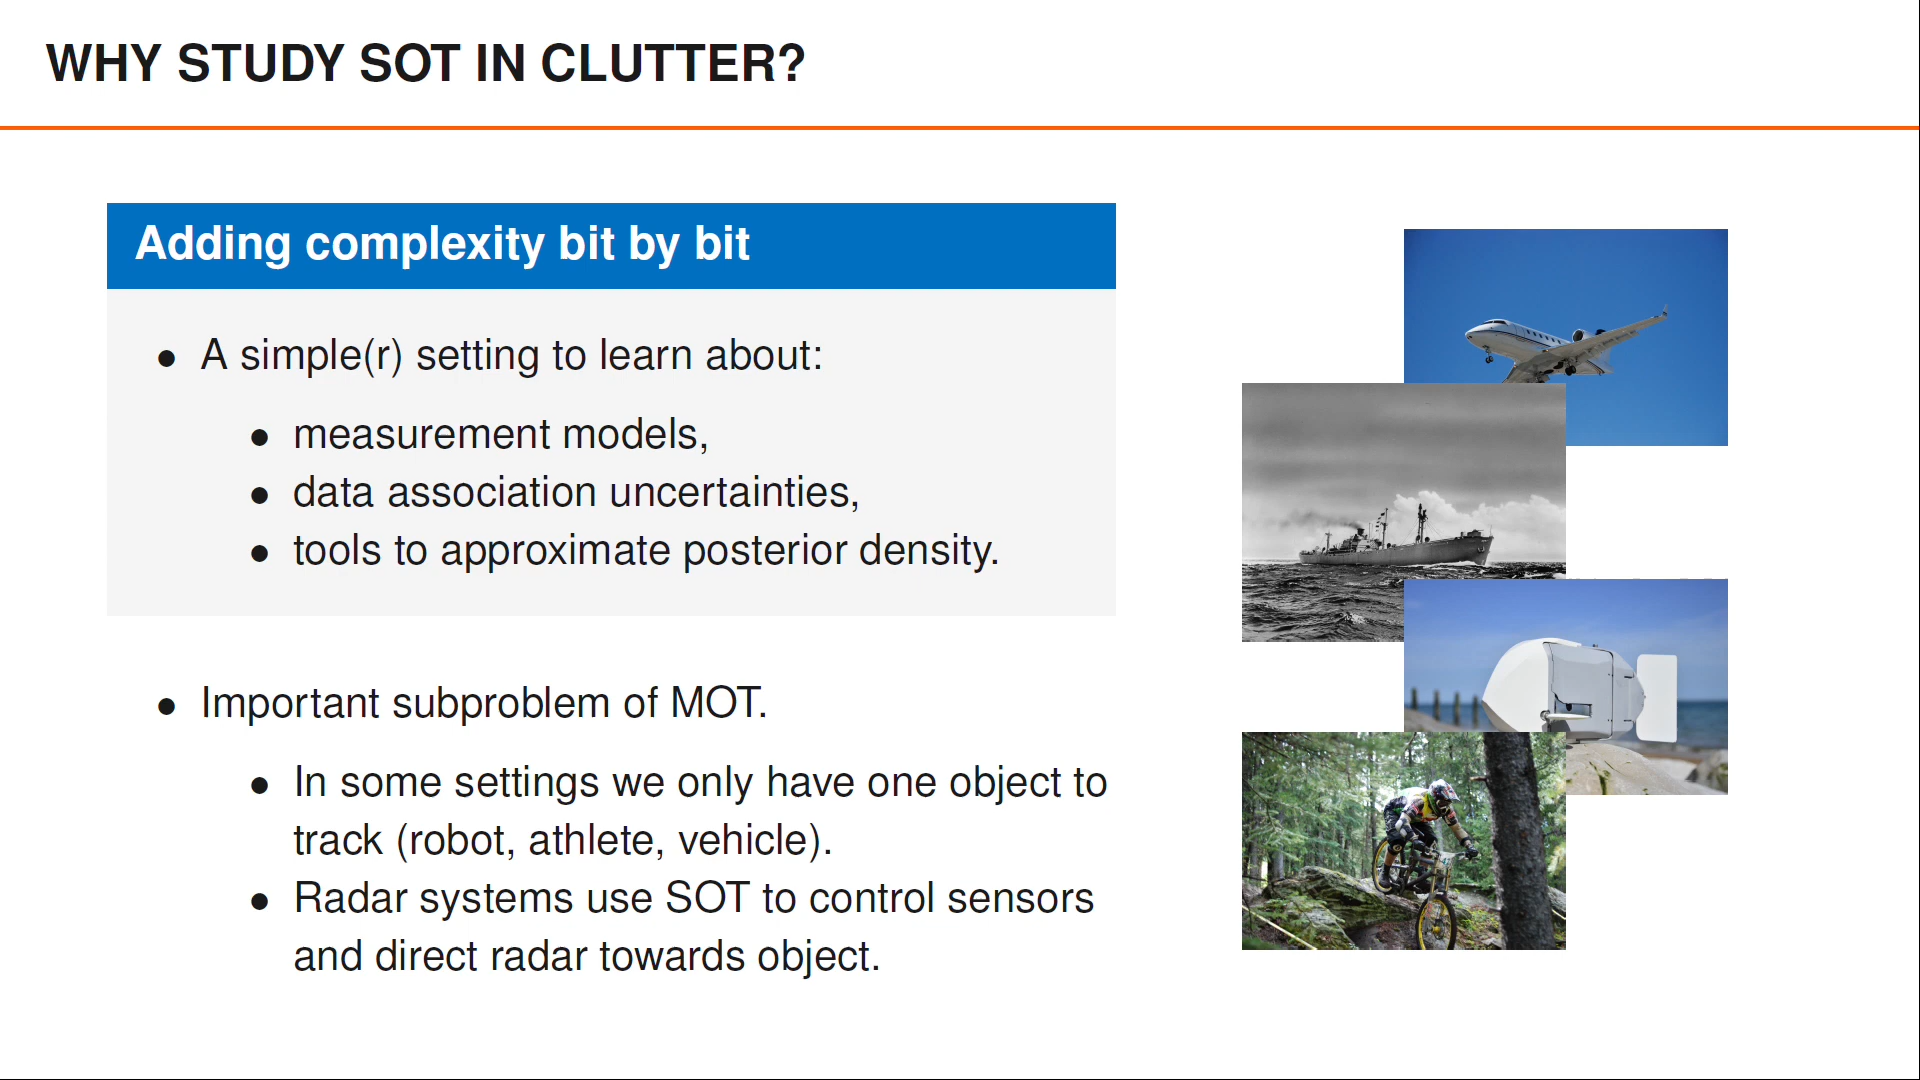 WHY STUDY SOT IN CLUTTER?
Adding complexity bit by bit
• A simple(r) setting to learn about:
• measurement models,
• data association uncertainties,
• tools to approximate posterior density.
• Important subproblem of MOT.
• In some settings we only have one object to
track (robot, athlete, vehicle).
• Radar systems use SOT to control sensors
and direct radar towards object.